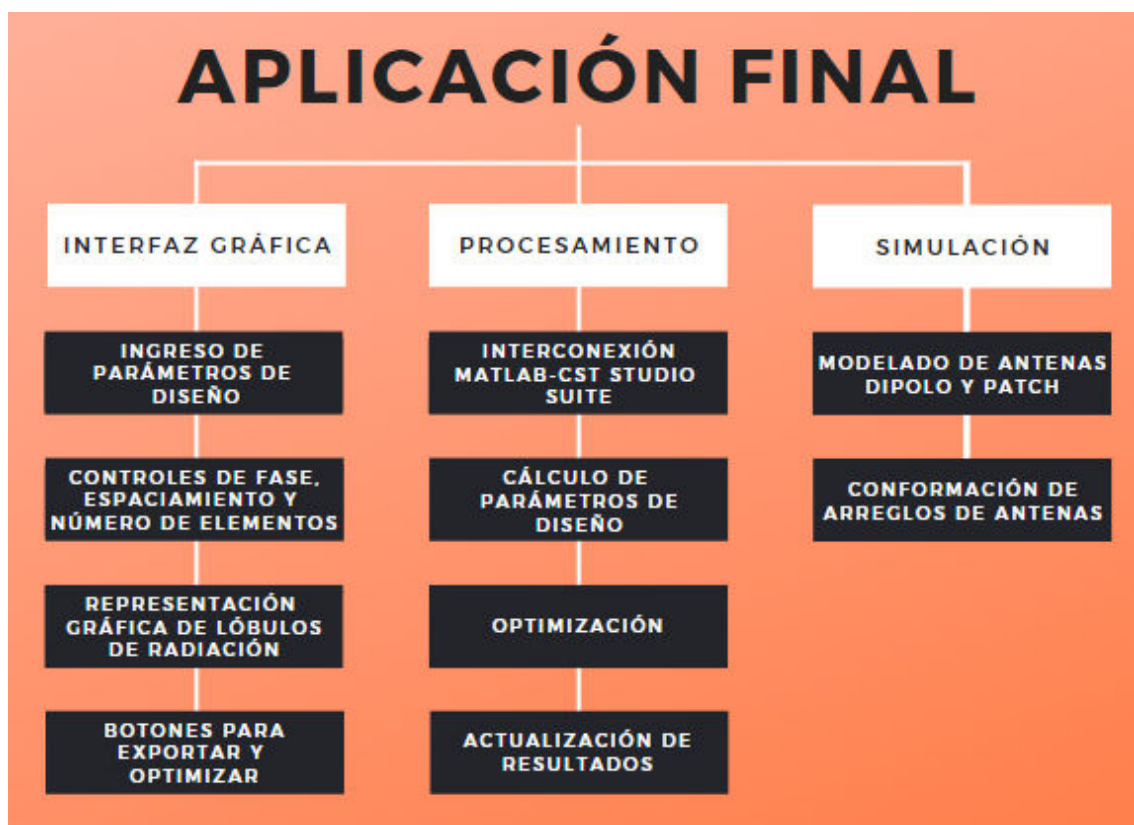 APLICACIÓN FINAL
INTERFAZ GRÁFICA
INGRESO DE
PARÁMETROS DE
DISEÑO
CONTROLES DE FASE,
ESPACIAMIENTO Y
NÚMERO DE ELEMENTOS
REPRESENTACIÓN
GRÁFICA DE LÓBULOS
DE RADIACIÓN
BOTONES PARA
EXPORTAR Y
OPTIMIZAR
PROCESAMIENTO
INTERCONEXIÓN
MATLAB-CST STUDIO
SUITE
CÁLCULO DE
PARÁMETROS DE
DISEÑO
OPTIMIZACIÓN
ACTUALIZACIÓN DE
RESULTADOS
SIMULACIÓN
MODELADO DE ANTENAS
DIPOLO Y PATCH
CONFORMACIÓN DE
ARREGLOS DE ANTENAS